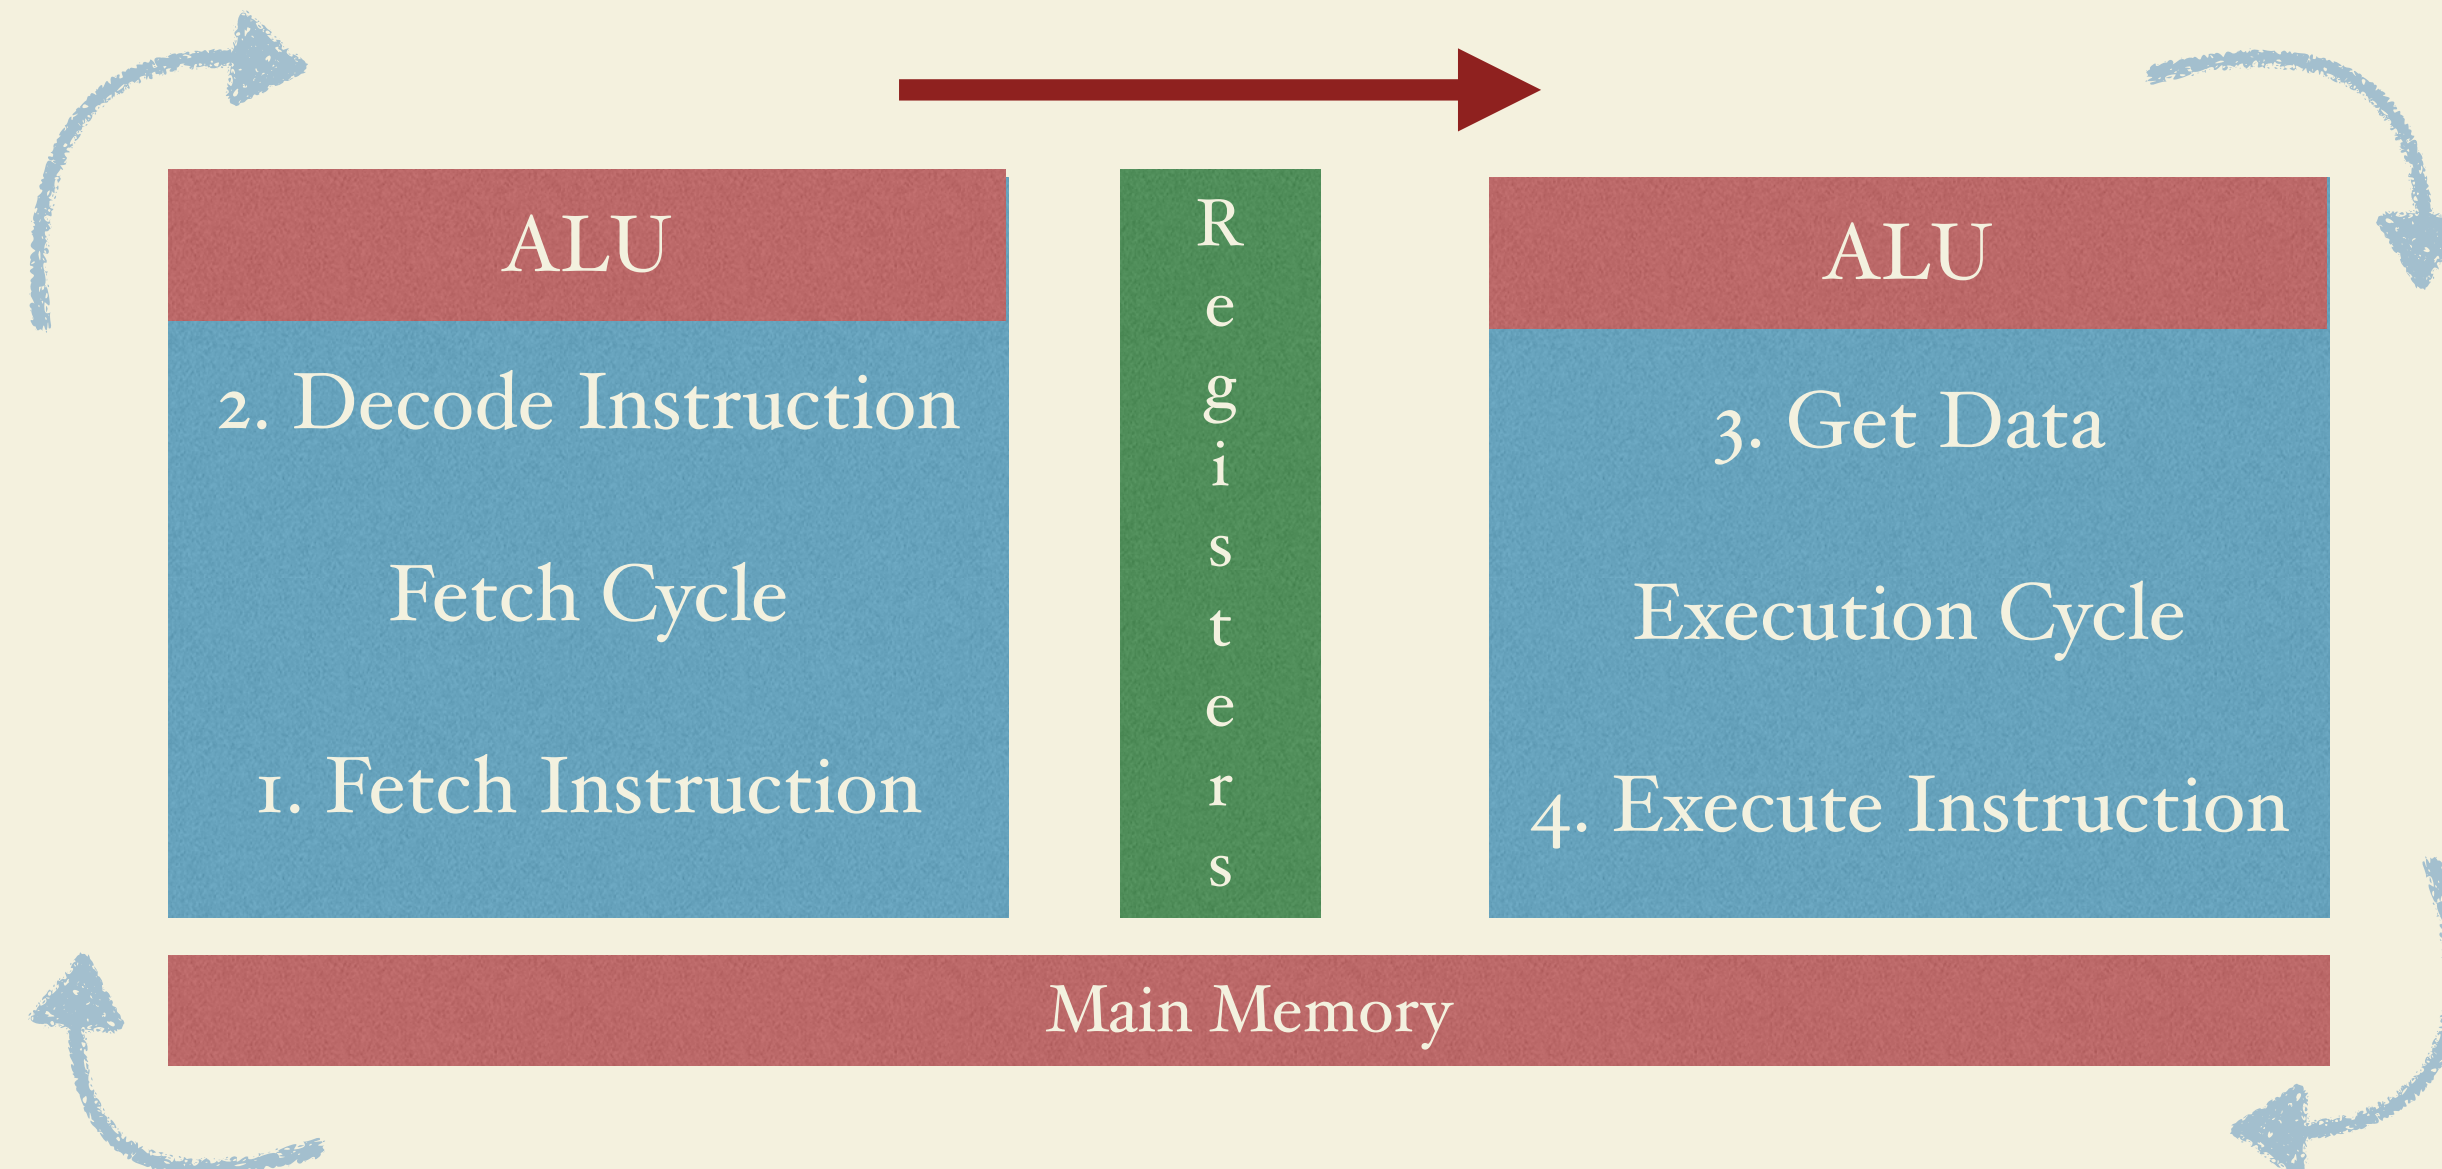 ALU
2. Decode Instruction
Fetch Cycle
1. Fetch Instruction
Registers
ALU
3. Get Data
Execution Cycle
4. Execute Instruction
Main Memory